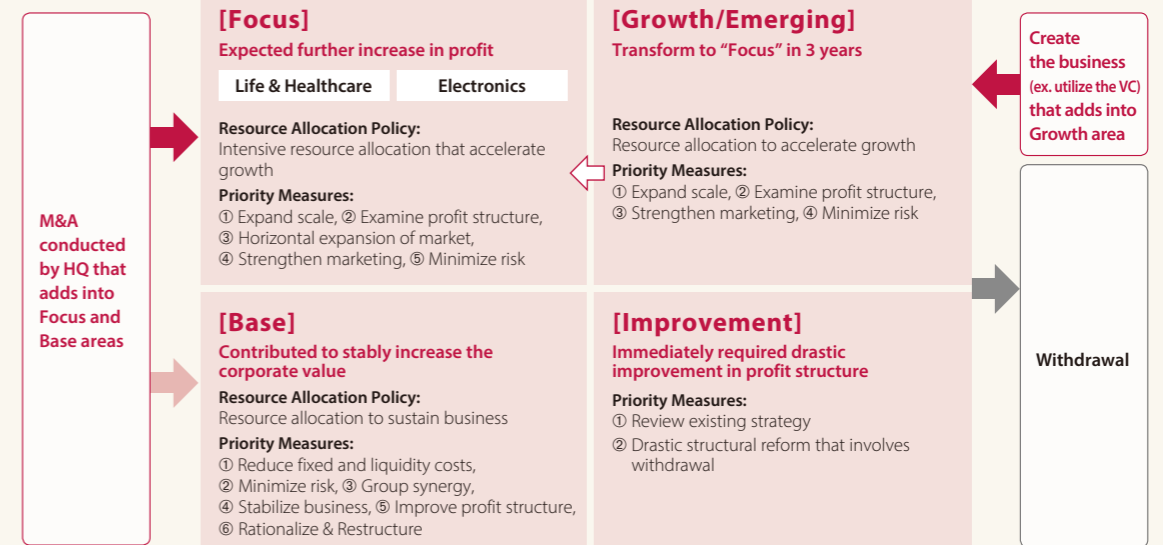 M&A
conducted
by HQ that
adds into
Focus and
Base areas
[Focus]
Expected further increase in profit
Life & Healthcare
Electronics
Resource Allocation Policy:
Intensive resource allocation that accelerate
growth
Priority Measures:
① Expand scale, ② Examine profit structure,
③ Horizontal expansion of market,
④ Strengthen marketing, ⑤ Minimize risk
[Growth/Emerging]
Transform to “Focus” in 3 years
Resource Allocation Policy:
Resource allocation to accelerate growth
Priority Measures:
① Expand scale, ② Examine profit structure,
③ Strengthen marketing, ④ Minimize risk
[Base]
Contributed to stably increase the
corporate value
Resource Allocation Policy:
Resource allocation to sustain business
Priority Measures:
① Reduce fixed and liquidity costs,
② Minimize risk, ③ Group synergy,
④ Stabilize business, ⑤ Improve profit structure,
⑥ Rationalize & Restructure
[Improvement]
Immediately required drastic
improvement in profit structure
Priority Measures:
① Review existing strategy
② Drastic structural reform that involves
withdrawal
Create
the business
(ex. utilize the VC)
that adds into
Growth area
Withdrawal